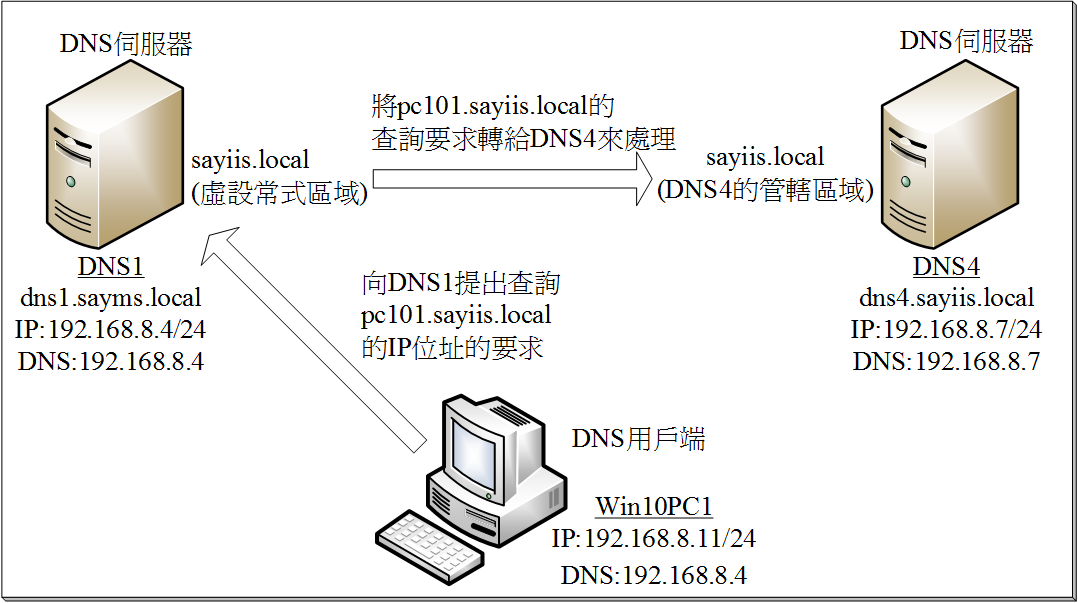 DNS伺服器
DNS伺服器
將pc101.sayiis.local的
查詢要求轉給DNS4來處理
sayiis.local
(虛設常式區域)
sayiis.local
(DNS4的管轄區域)
DNS1
dns1.sayms.local
IP:192.168.8.4/24
DNS:192.168.8.4
DNS4
dns4.sayiis.local
IP:192.168.8.7/24
DNS:192.168.8.7
向DNS1提出查詢
pc101.sayiis.local
的IP位址的要求
DNS用戶端
Win10PC1
IP:192.168.8.11/24
DNS:192.168.8.4